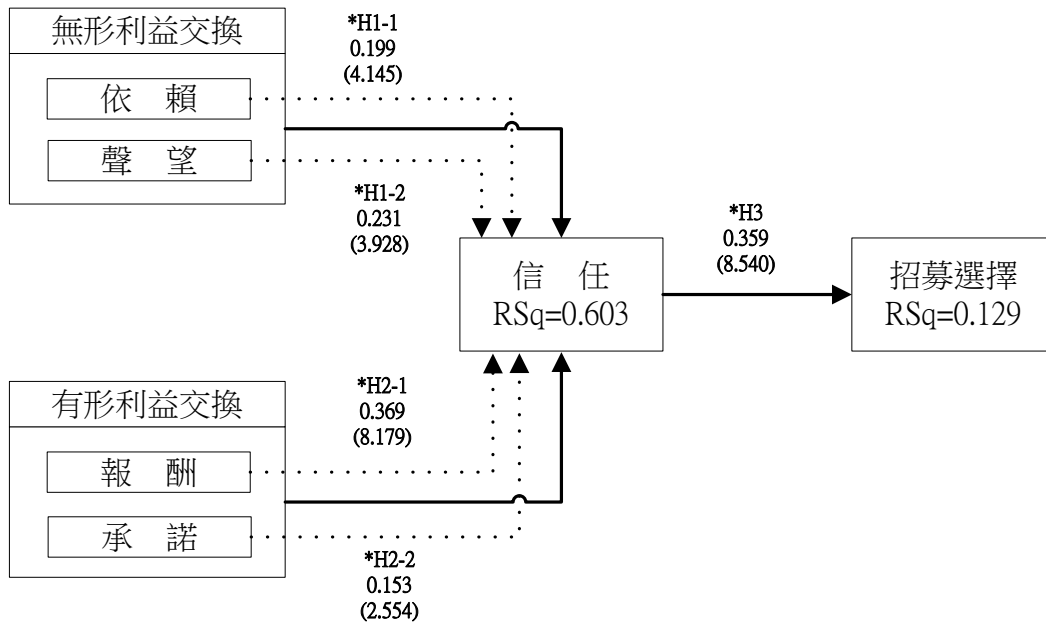 無形利益交換
依 賴
聲 望
*H1-1
0.199
(4.145)
*H1-2
0.231
(3.928)
信 任
RSq=0.603
*H3
0.359
(8.540)
招募選擇
RSq=0.129
有形利益交換
報 酬
承 諾
*H2-1
0.369
(8.179)
*H2-2
0.153
(2.554)